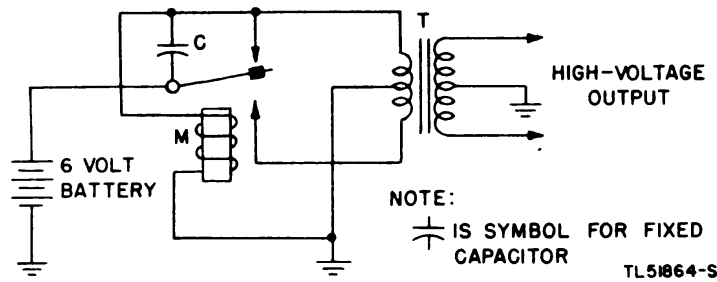 T
C
HIGH-VOLTAGE
OUTPUT
M
6 VOLT
BATTERY
NOTE:
IS SYMBOL FOR FIXED
CAPACITOR
TL51864-S